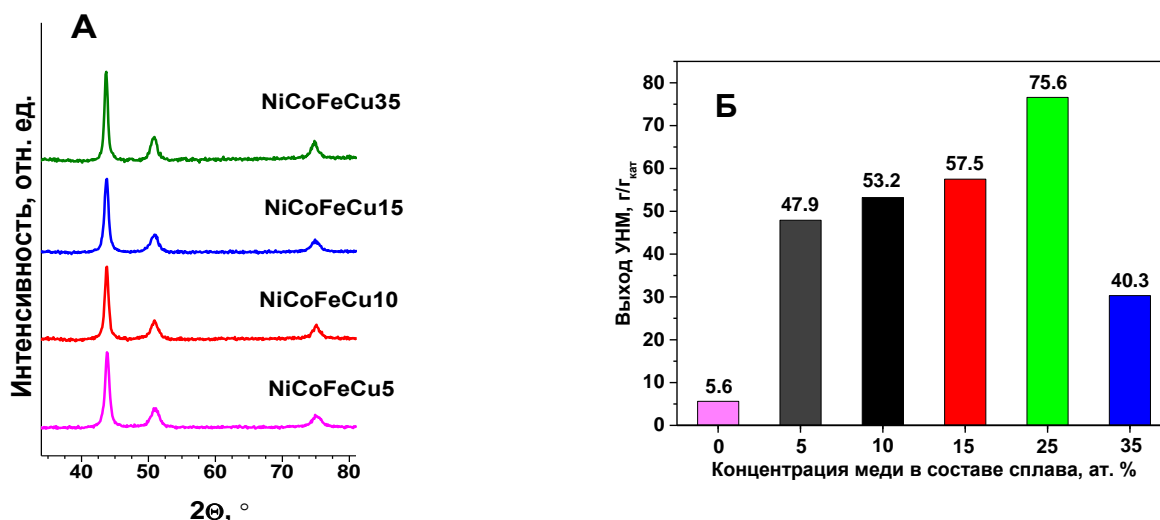 А
Интенсивность, отн. ед.
NiCoFeCu35
NiCoFeCu15
NiCoFeCu10
NiCoFeCu5
40 50 60 70 80
2Θ, °
Б
Выход УНМ, г/гкат
80
70
60
50
40
30
20
10
0
5.6
47.9
53.2
57.5
75.6
40.3
0 5 10 15 25 35
Концентрация меди в составе сплава, ат. %